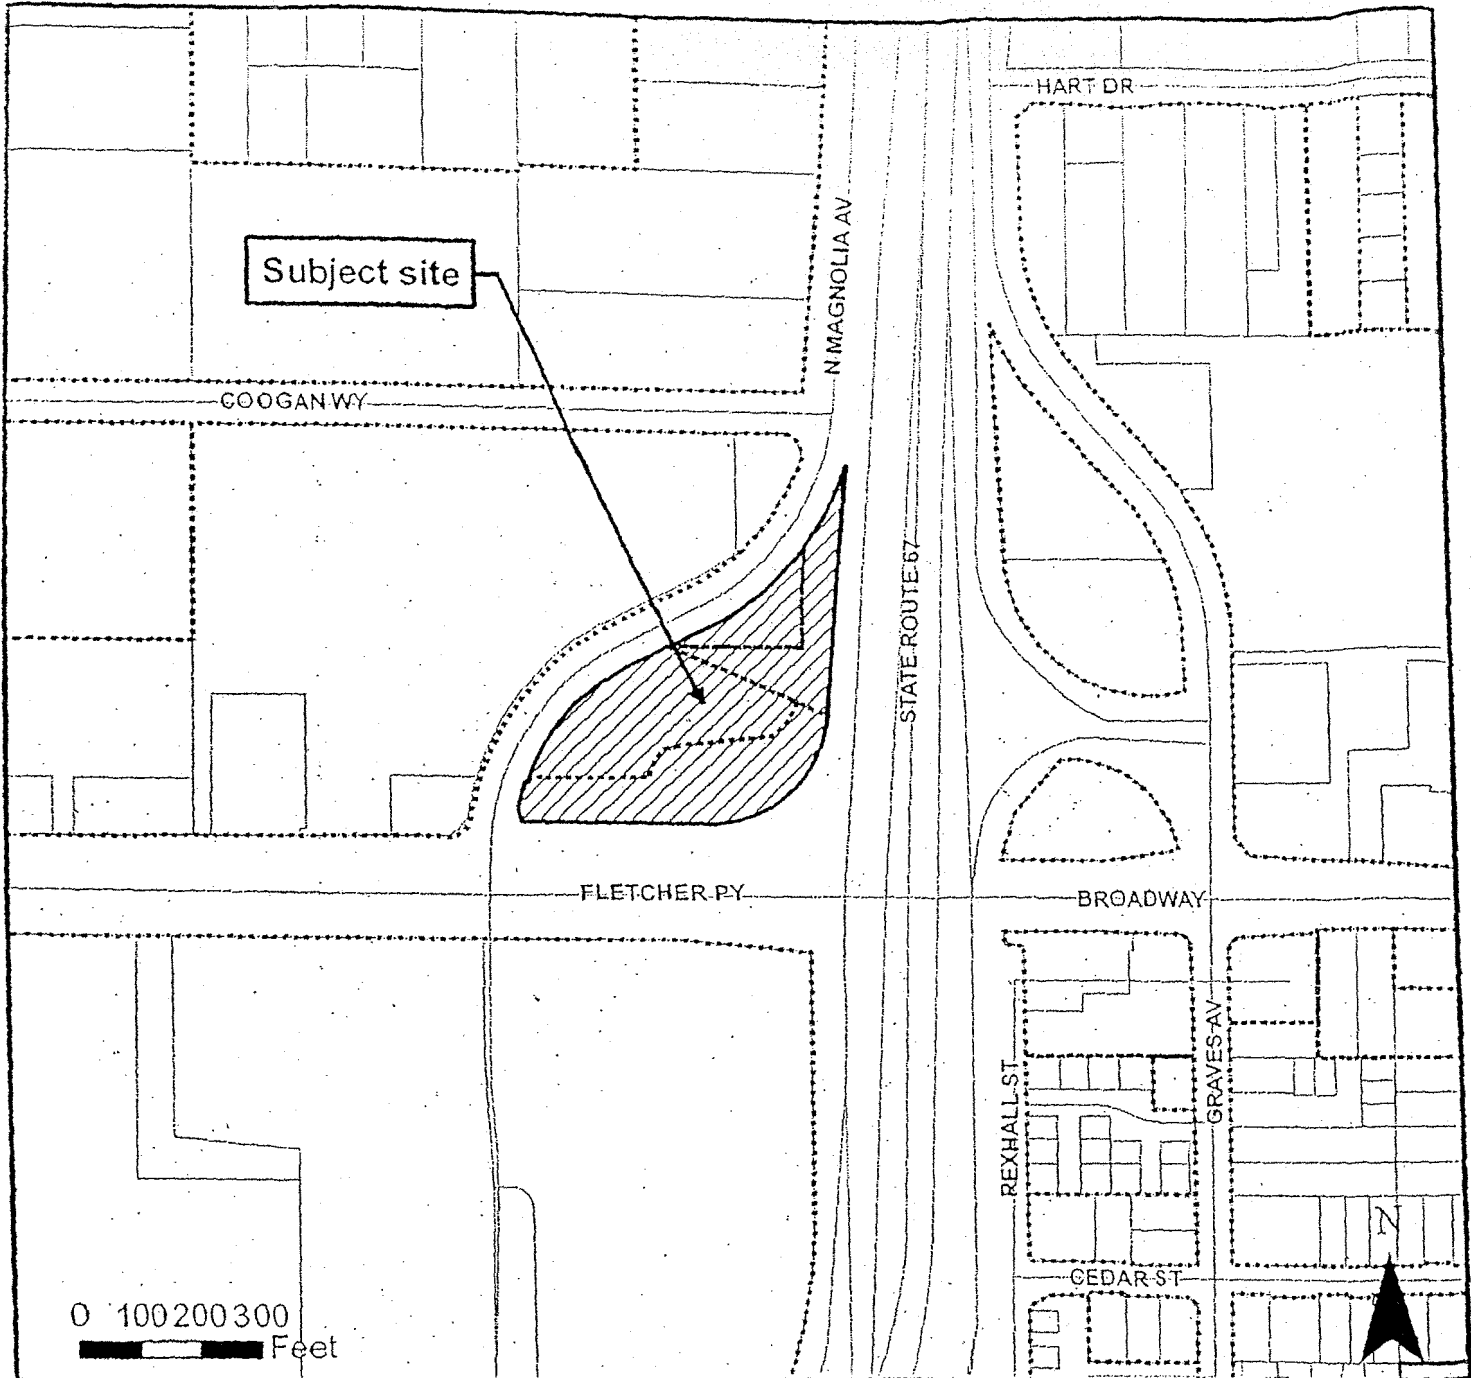 HART DR
N MAGNOLIA AV
Subject site
COOGAN WY
STATE ROUTE 67
FLETCHER PY
BROADWAY
GRAVES AV
REXHALL ST
N
CEDAR ST
0 100 200 300
Feet